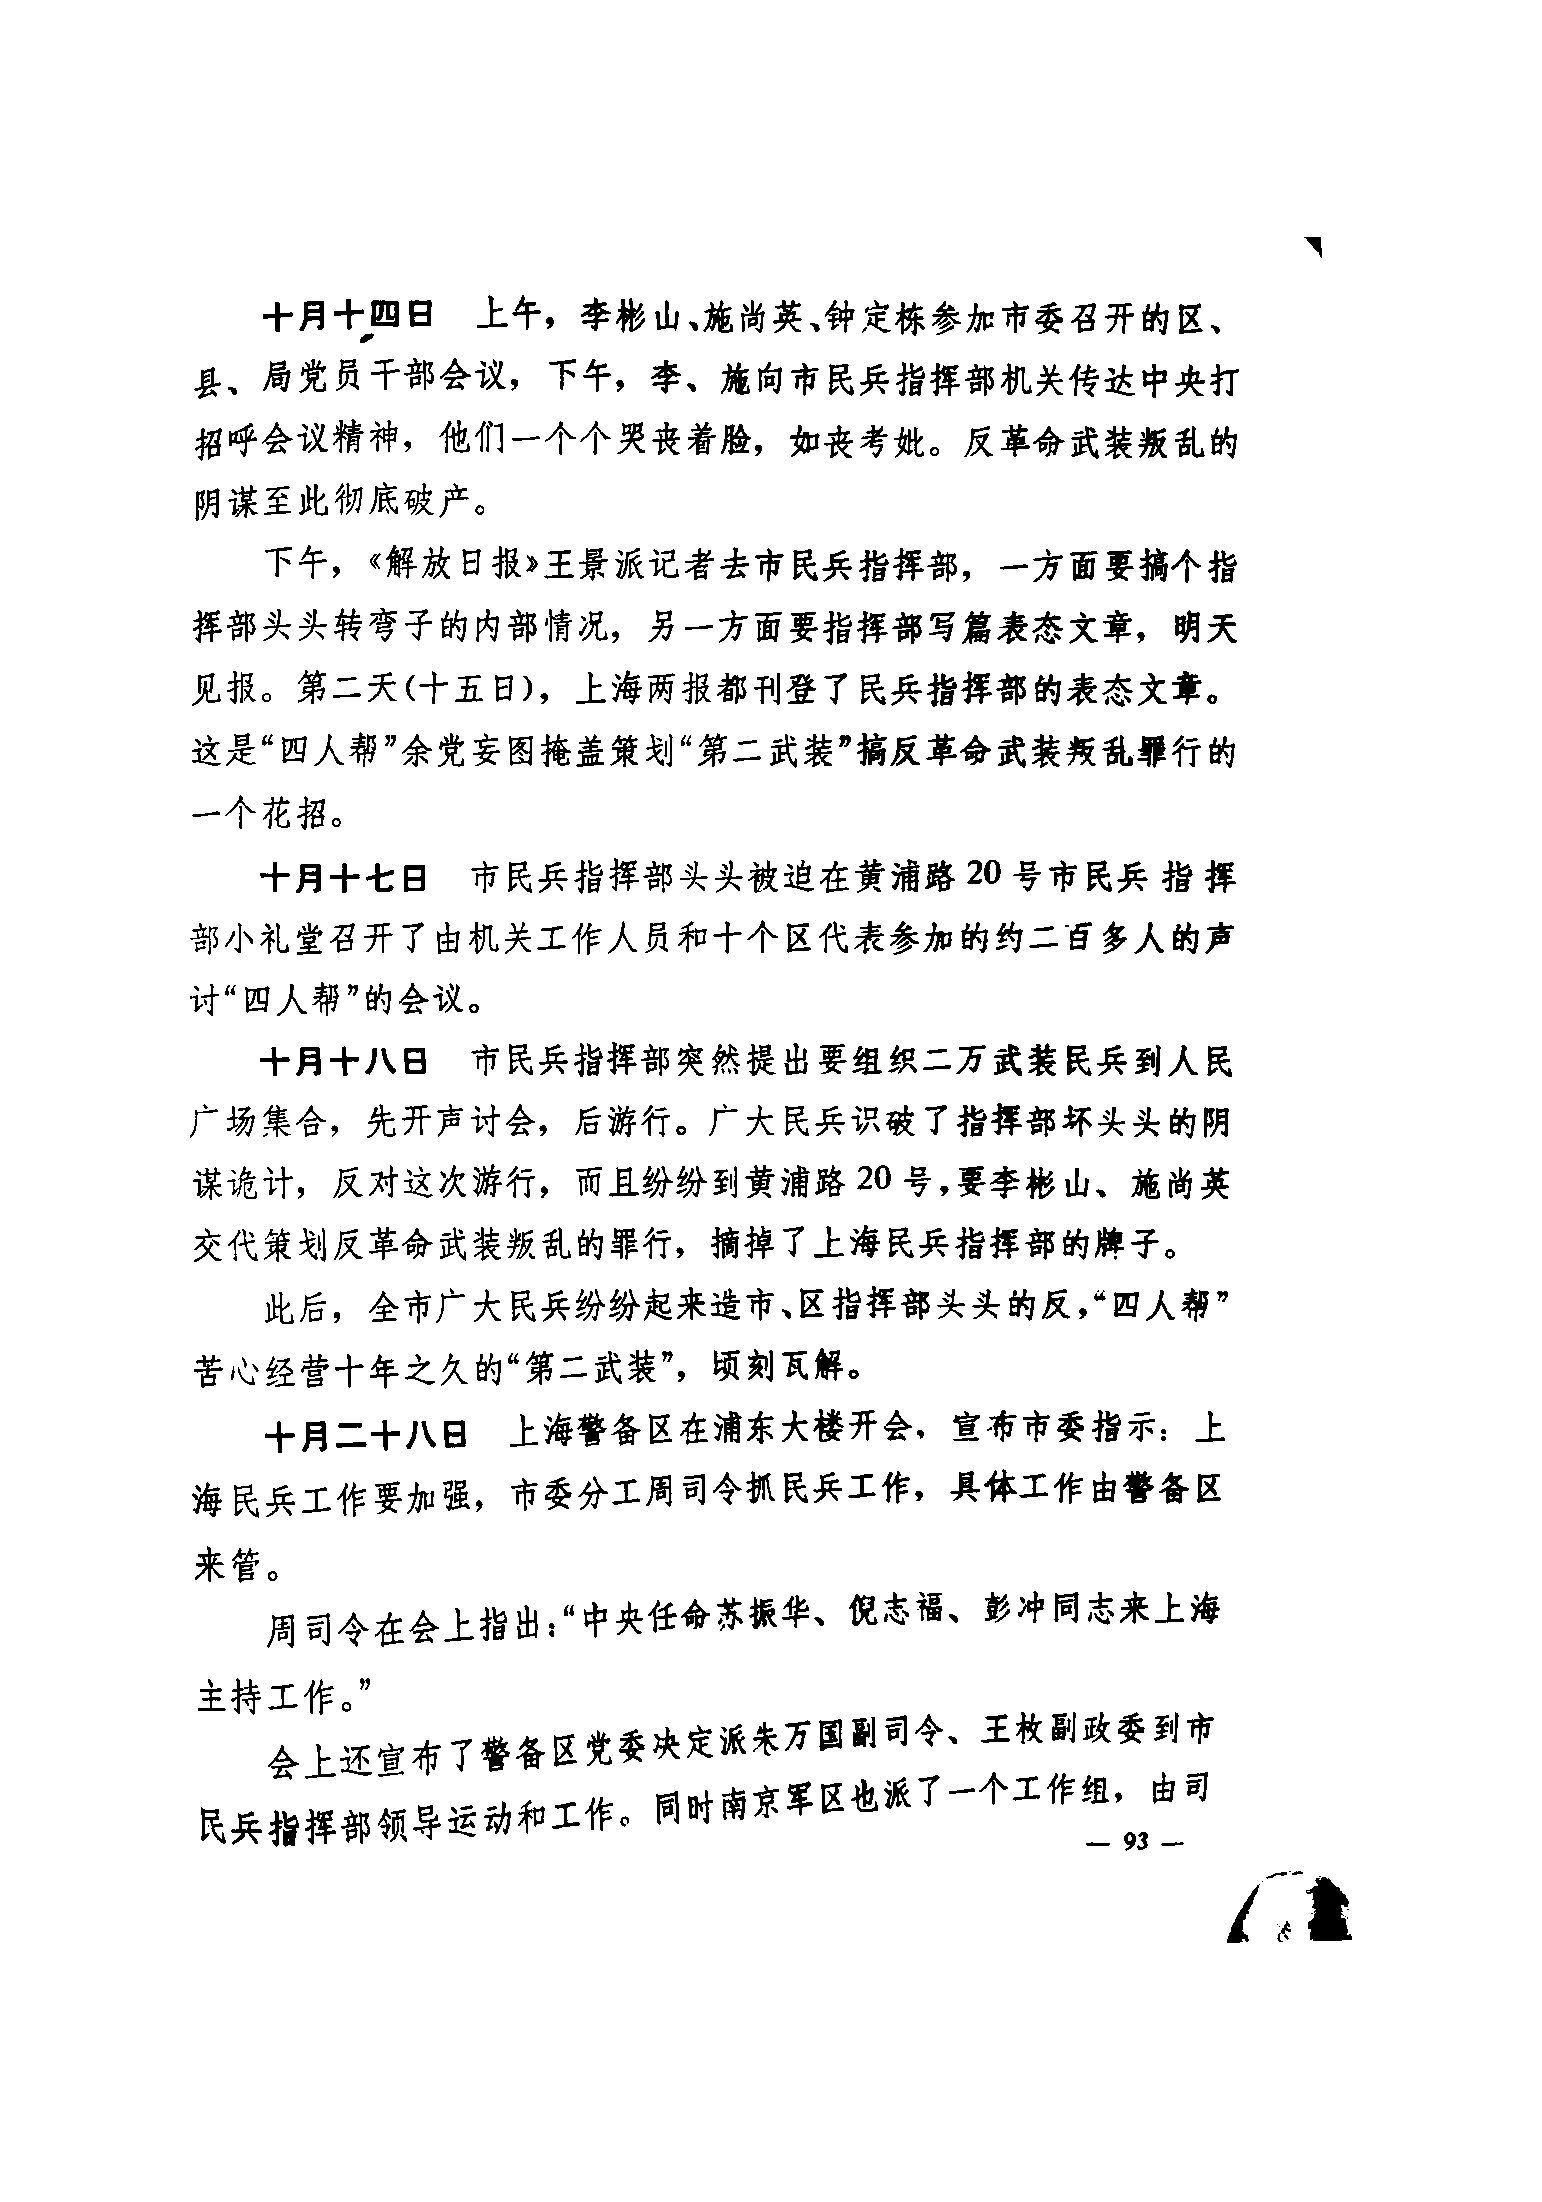 十月十四日　上午，李彬山、施尚英、钟定栋参加市委召开的区、
县、局党员干部会议，下午，李、施向市民兵指挥部机关传达中央打
招呼会议精神，他们一个个哭丧着脸，如丧考妣。反革命武装叛乱的
阴谋至此彻底破产。
下午，《解放日报》王景派记者去市民兵指挥部，一方面要搞个指
挥部头头转弯子的内部情况，另一方面要指挥部写篇表态文章，明天
见报。第二天(十五日)，上海两报都刊登了民兵指挥部的表态文章。
这是“四人帮”余党妄图掩盖策划“第二武装”搞反革命武装叛乱罪行的
一个花招。
十月十七日　市民兵指挥部头头被迫在黄浦路 20 号市民兵指挥
部小礼堂召开了由机关工作人员和十个区代表参加的约二百多人的声
讨“四人帮”的会议。
十月十八日　市民兵指挥部突然提出要组织二万武装民兵到人民
广场集合，先开声讨会，后游行。广大民兵识破了指挥部坏头头的阴
谋诡计，反对这次游行，而且纷纷到黄浦路 20 号，要李彬山、施尚英
交代策划反革命武装叛乱的罪行，摘掉了上海民兵指挥部的牌子。
此后，全市广大民兵纷纷起来造市、区指挥部头头的反，“四人帮”
苦心经营十年之久的“第二武装”，顷刻瓦解。
十月二十八日　上海警备区在浦东大楼开会，宣布市委指示：上
海民兵工作要加强，市委分工周司令抓民兵工作，具体工作由警备区
来管。
周司令在会上指出：“中央任命苏振华、倪志福、彭冲同志来上海
主持工作。”
会上还宣布了警备区党委决定派朱万国副司令、王枚副政委到市
民兵指挥部领导运动和工作。同时南京军区也派了一个工作组，由司
— 93 —